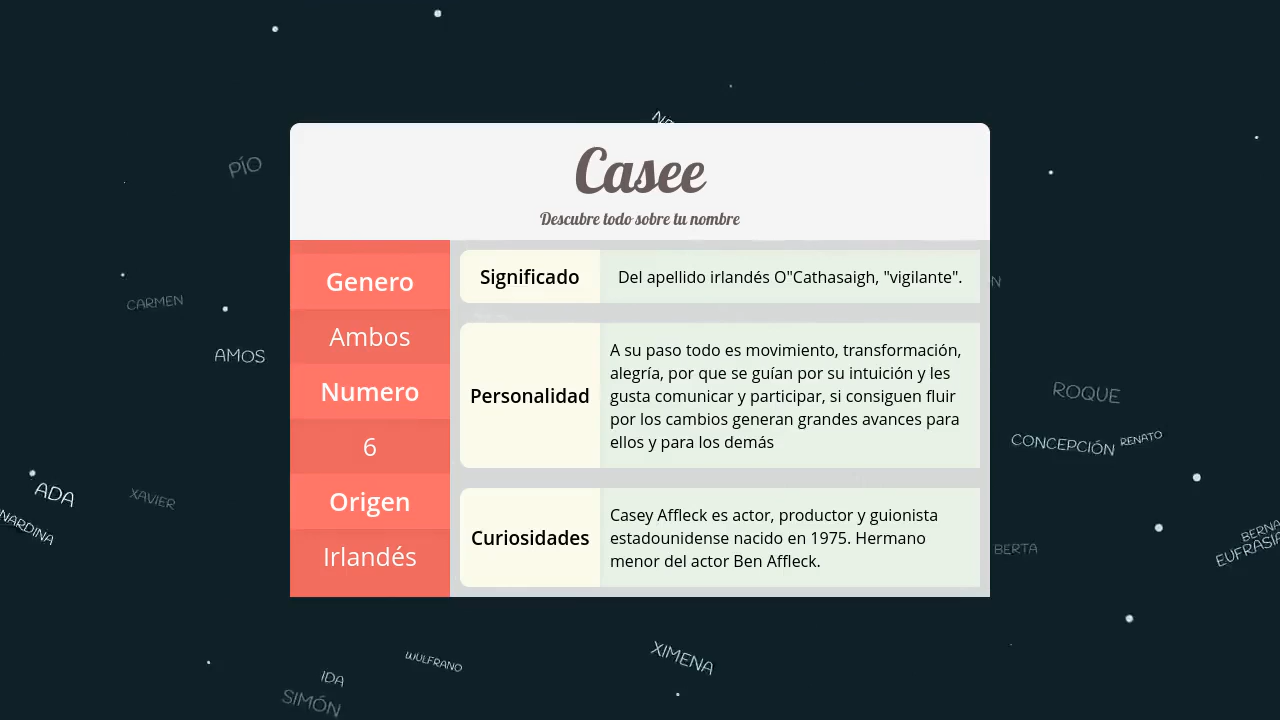 PÍO
CARMEN
AMOS
ADA
XAVIER
NARDINA
IDA
SIMÓN
WULFRANO
XIMENA
Casee
Descubre todo sobre tu nombre
Genero
Ambos
Numero
6
Origen
Irlandés
Significado
Del apellido irlandés O"Cathasaigh, "vigilante".
Personalidad
A su paso todo es movimiento, transformación,
alegría, por que se guían por su intuición y les
gusta comunicar y participar, si consiguen fluir
por los cambios generan grandes avances para
ellos y para los demás
Curiosidades
Casey Affleck es actor, productor y guionista
estadounidense nacido en 1975. Hermano
menor del actor Ben Affleck.
ROQUE
CONCEPCIÓN
RENATO
BERTA
BERNA
EUFRASIA